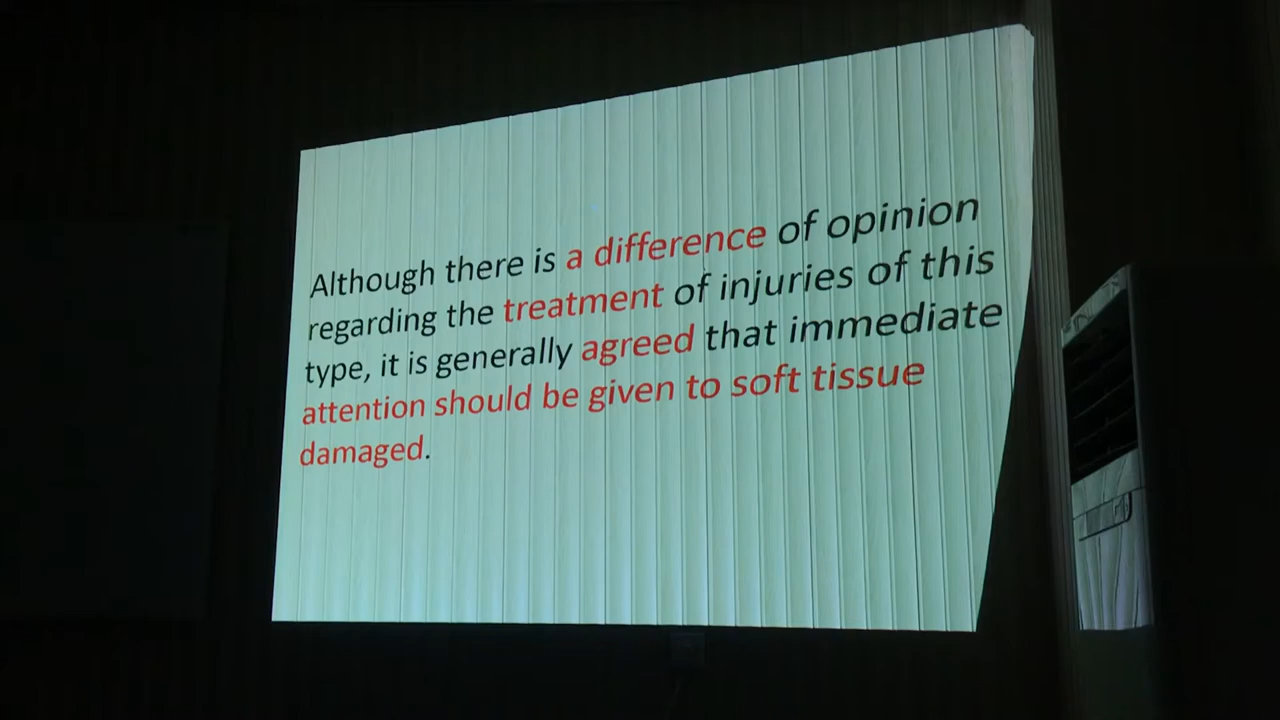 Although there is a difference of opinion
regarding the treatment of injuries of this
type, it is generally agreed that immediate
attention should be given to soft tissue
damaged.